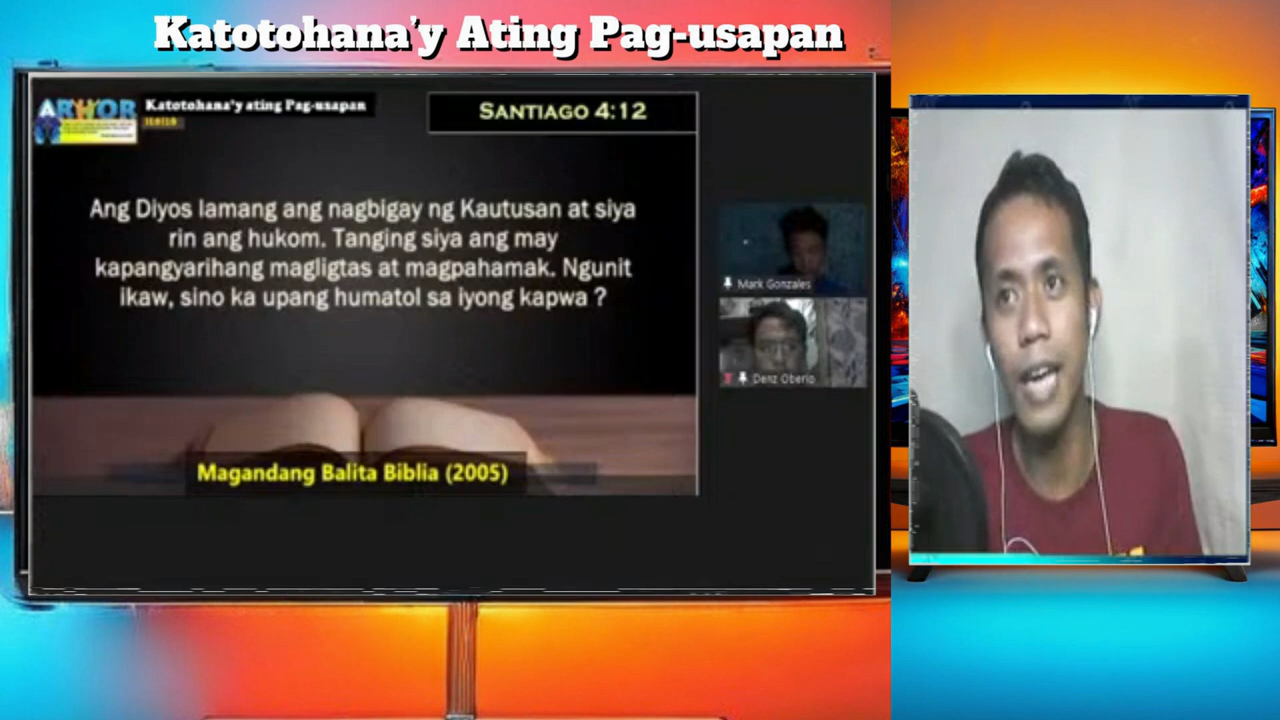 Katotohana'y Ating Pag-usapan
Katotohana'y ating Pag-usapan
SANTIAGO 4:12
Ang Diyos lamang ang nagbigay ng Kautusan at siya
rin ang hukom. Tanging siya ang may
kapangyarihang magligtas at magpahamak. Ngunit
ikaw, sino ka upang humatol sa iyong kapwa ?
Magandang Balita Biblia (2005)
Mark Gonzales
Denz Oberio